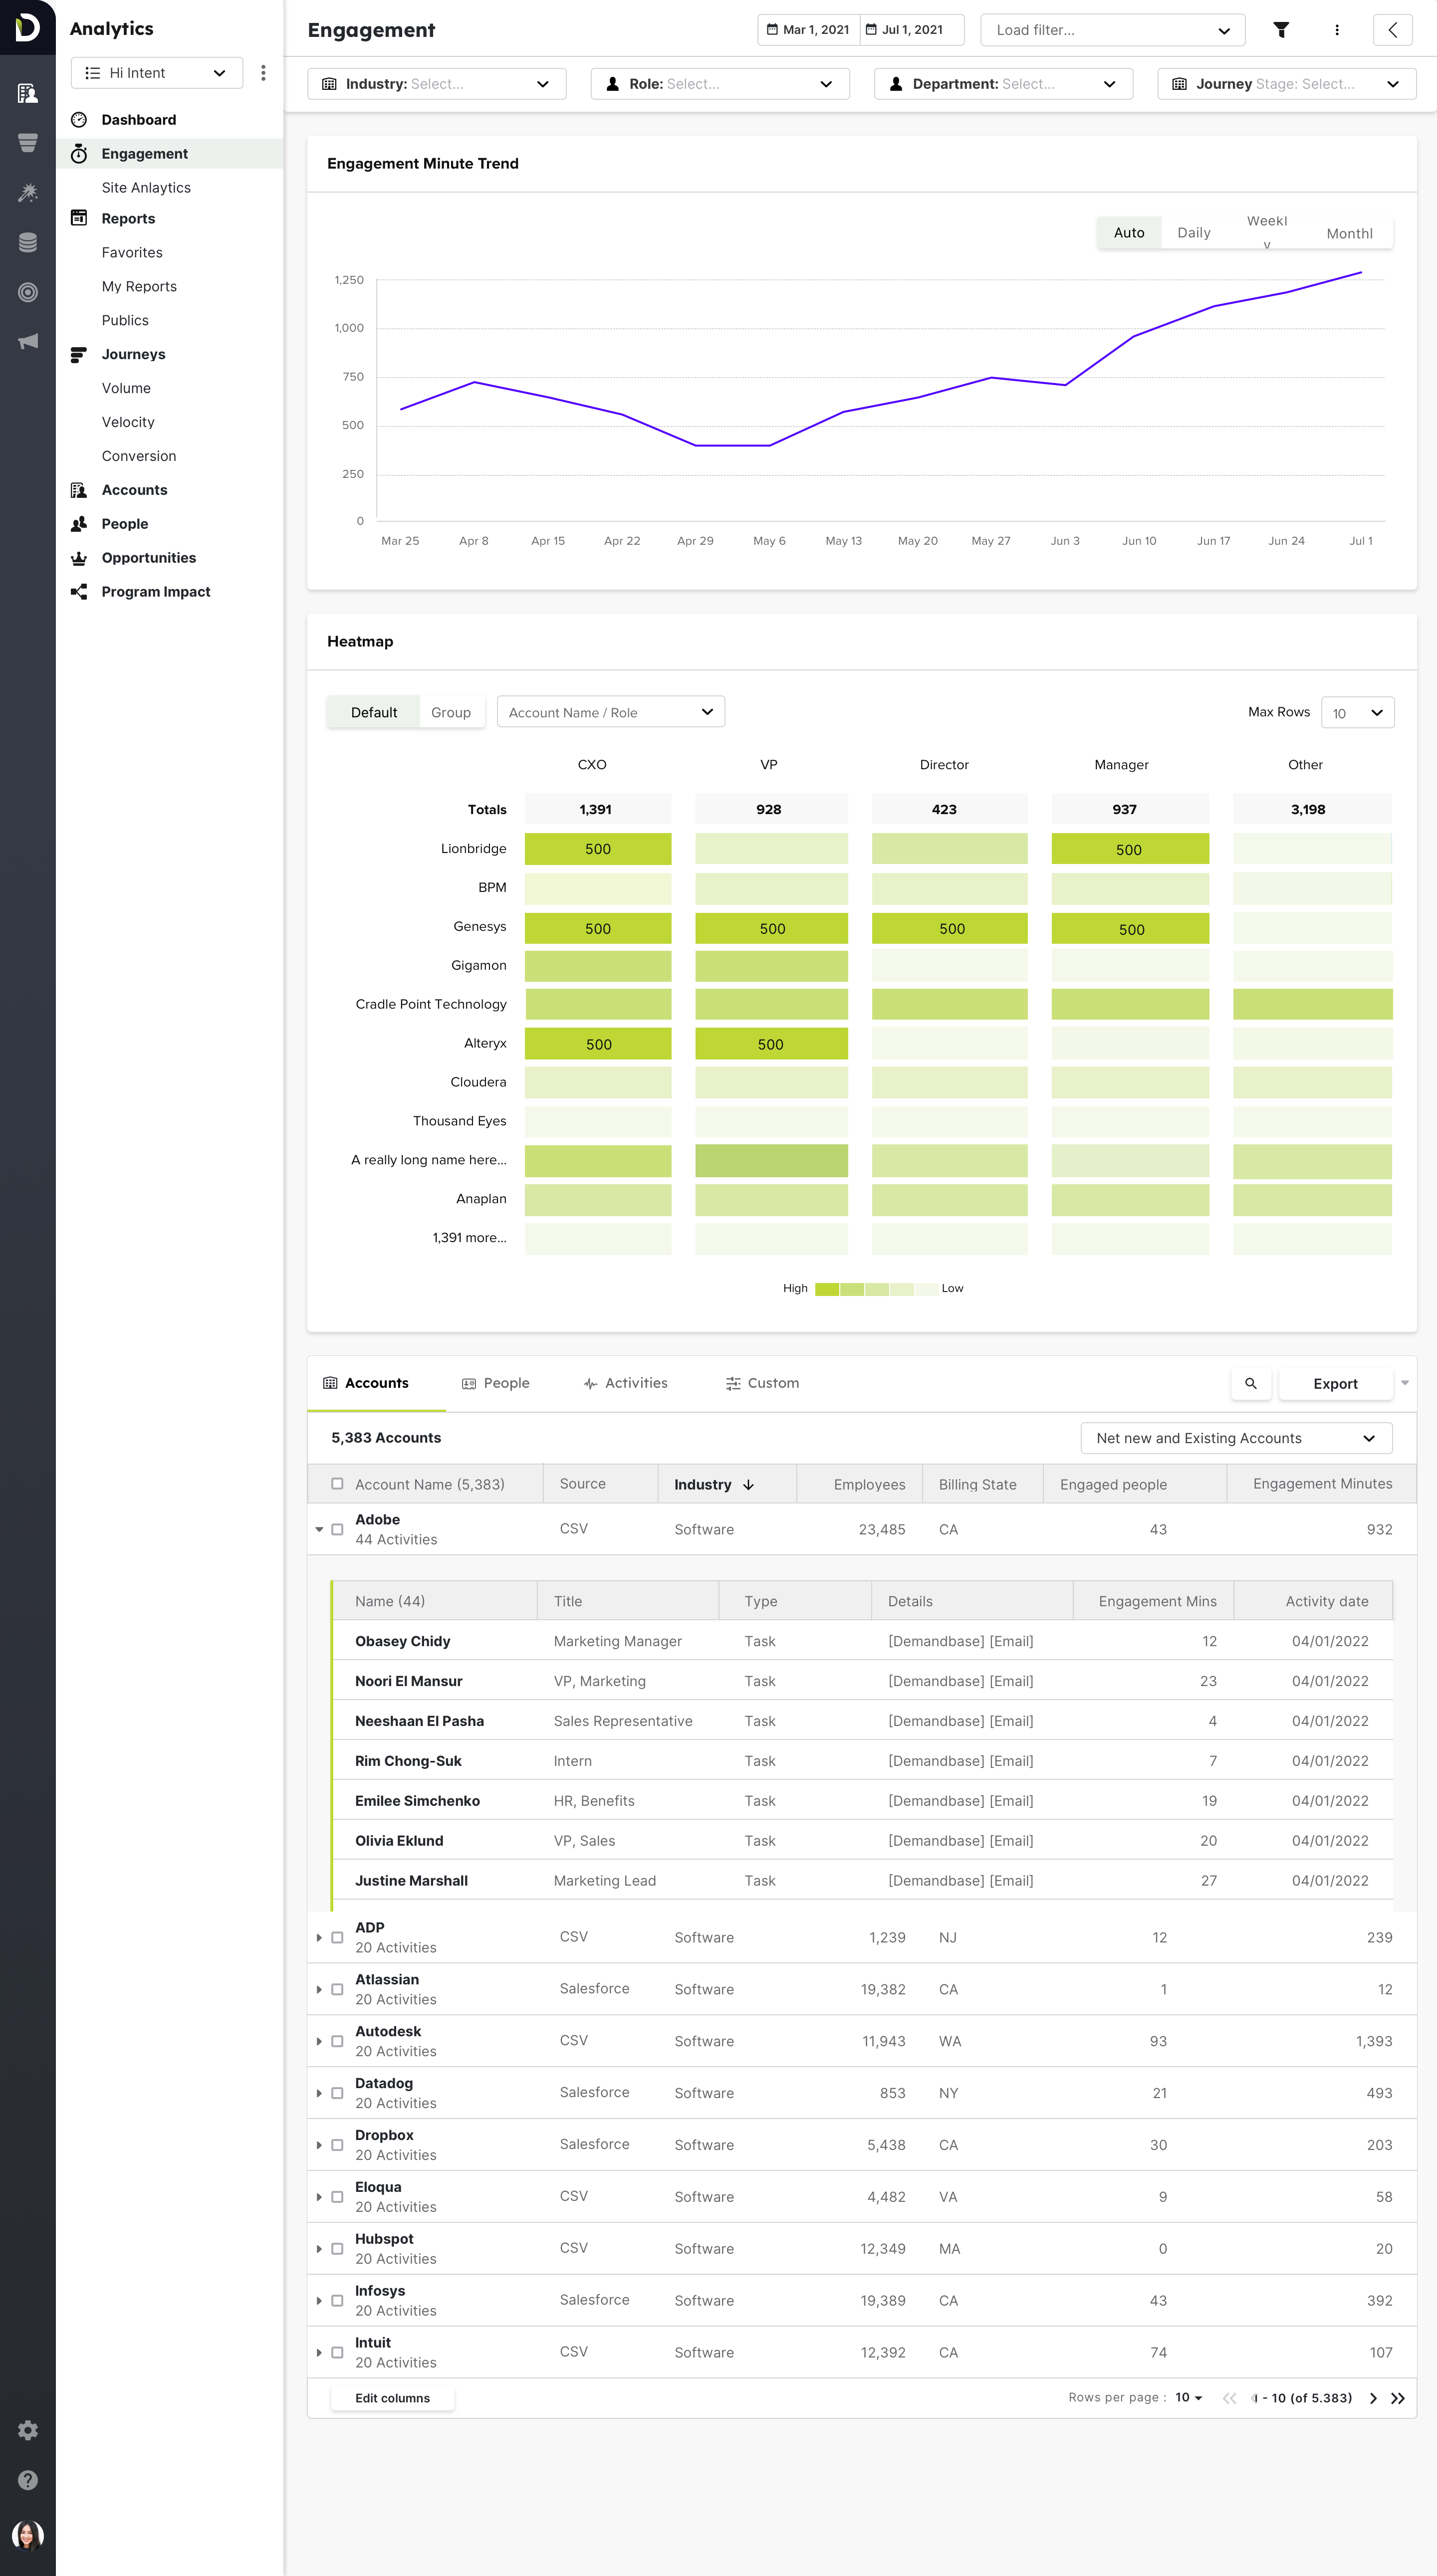 Analytics
Hi Intent
Dashboard
Engagement
Site Anlaytics
Reports
Favorites
My Reports
Publics
Journeys
Volume
Velocity
Conversion
Accounts
People
Opportunities
Program Impact
Engagement
Mar 1, 2021 Jul 1, 2021 Load filter...
Industry: Select... Role: Select... Department: Select... Journey Stage: Select...
Engagement Minute Trend
Auto Daily Weekly Monthl
1,250
1,000
750
500
250
0
Mar 25 Apr 8 Apr 15 Apr 22 Apr 29 May 6 May 13 May 20 May 27 Jun 3 Jun 10 Jun 17 Jun 24 Jul 1
Heatmap
Default Group Account Name / Role Max Rows 10
CXO VP Director Manager Other
Totals 1,391 928 423 937 3,198
Lionbridge 500 500
BPM
Genesys 500 500 500 500
Gigamon
Cradle Point Technology
Alteryx 500 500
Cloudera
Thousand Eyes
A really long name here...
Anaplan
1,391 more...
High Low
Accounts People Activities Custom Export
5,383 Accounts Net new and Existing Accounts
Account Name (5,383) Source Industry Employees Billing State Engaged people Engagement Minutes
Adobe
44 Activities CSV Software 23,485 CA 43 932
Name (44) Title Type Details Engagement Mins Activity date
Obasey Chidy Marketing Manager Task [Demandbase] [Email] 12 04/01/2022
Noori El Mansur VP, Marketing Task [Demandbase] [Email] 23 04/01/2022
Neeshaan El Pasha Sales Representative Task [Demandbase] [Email] 4 04/01/2022
Rim Chong-Suk Intern Task [Demandbase] [Email] 7 04/01/2022
Emilee Simchenko HR, Benefits Task [Demandbase] [Email] 19 04/01/2022
Olivia Eklund VP, Sales Task [Demandbase] [Email] 20 04/01/2022
Justine Marshall Marketing Lead Task [Demandbase] [Email] 27 04/01/2022
ADP
20 Activities CSV Software 1,239 NJ 12 239
Atlassian
20 Activities Salesforce Software 19,382 CA 1 12
Autodesk
20 Activities CSV Software 11,943 WA 93 1,393
Datadog
20 Activities Salesforce Software 853 NY 21 493
Dropbox
20 Activities Salesforce Software 5,438 CA 30 203
Eloqua
20 Activities CSV Software 4,482 VA 9 58
Hubspot
20 Activities CSV Software 12,349 MA 0 20
Infosys
20 Activities Salesforce Software 19,389 CA 43 392
Intuit
20 Activities CSV Software 12,392 CA 74 107
Edit columns Rows per page : 10 1 - 10 (of 5.383)